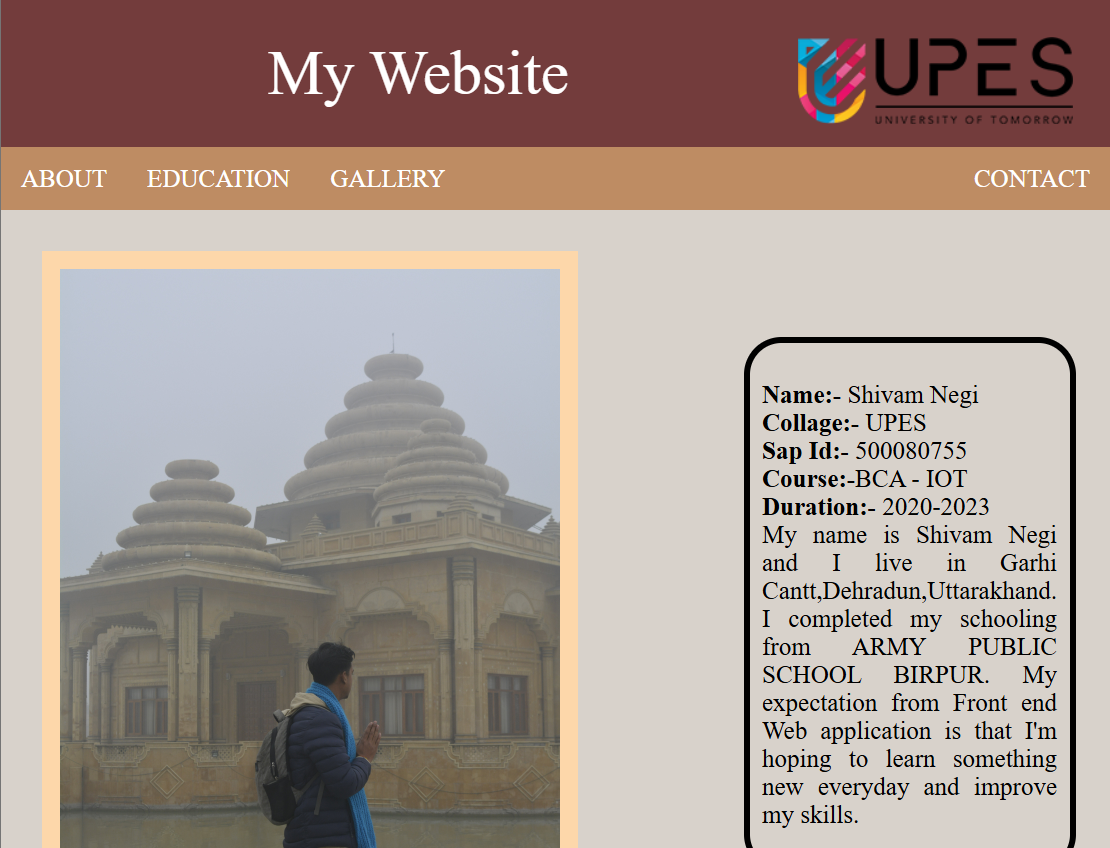 My Website
UPES
UNIVERSITY OF TOMORROW
ABOUT EDUCATION GALLERY CONTACT
Name:- Shivam Negi
Collage:- UPES
Sap Id:- 500080755
Course:-BCA - IOT
Duration:- 2020-2023
My name is Shivam Negi
and I live in Garhi
Cantt,Dehradun,Uttarakhand.
I completed my schooling
from ARMY PUBLIC
SCHOOL BIRPUR. My
expectation from Front end
Web application is that I'm
hoping to learn something
new everyday and improve
my skills.